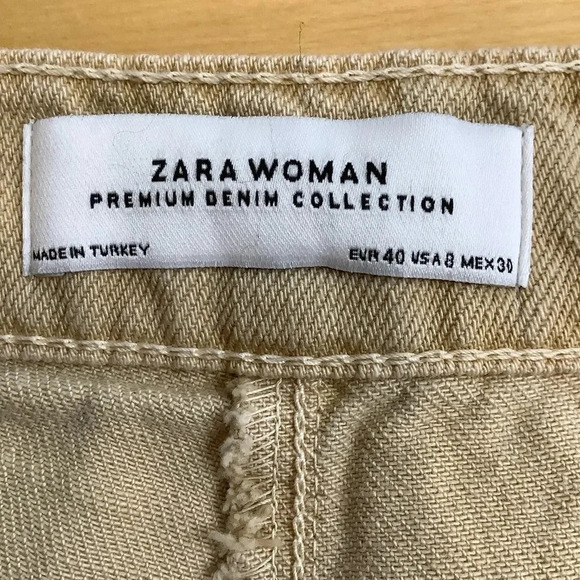 ZARA WOMAN
PREMIUM DENIM COLLECTION
MADE IN TURKEY EUR 40 USA 8 MEX 30